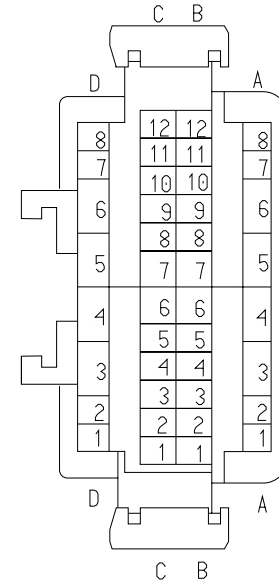 C B
D A
8 12 12 8
7 11 11 7
10 10
6 9 9 6
8 8
5 7 7 5
4 6 6 4
5 5
3 4 4 3
3 3
2 2 2 2
1 1 1 1
D A
C B